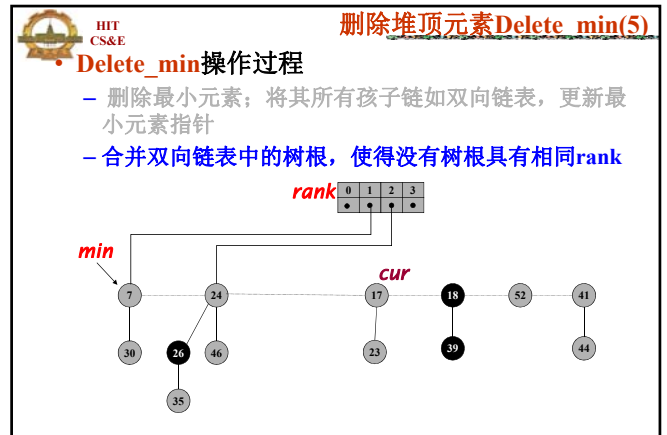 HIT
CS&E
删除堆顶元素Delete_min(5)
• Delete_min操作过程
– 删除最小元素；将其所有孩子链如双向链表，更新最
小元素指针
– 合并双向链表中的树根，使得没有树根具有相同rank
rank 0 1 2 3
min
cur
7 24 17 18 52 41
30 26 46 23 39 44
35